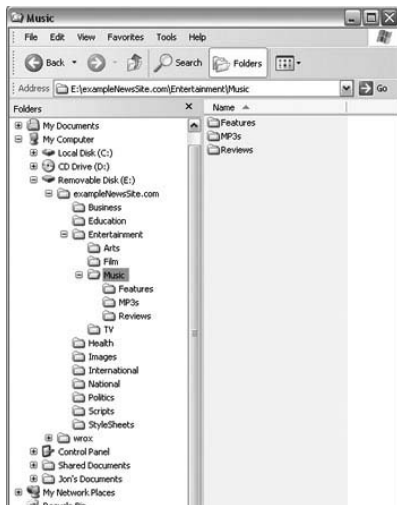 Music
File Edit View Favorites Tools Help
Back Search Folders
Address E:\exampleNewsSite.com\Entertainment\Music Go
Folders
Name
My Documents
My Computer
Local Disk (C:)
CD Drive (D:)
Removable Disk (E:)
exampleNewsSite.com
Business
Education
Entertainment
Arts
Film
Music
Features
MP3s
Reviews
TV
Health
Images
International
National
Politics
Scripts
StyleSheets
wrox
Control Panel
Shared Documents
Jon's Documents
My Network Places
Recycle Bin
Features
MP3s
Reviews